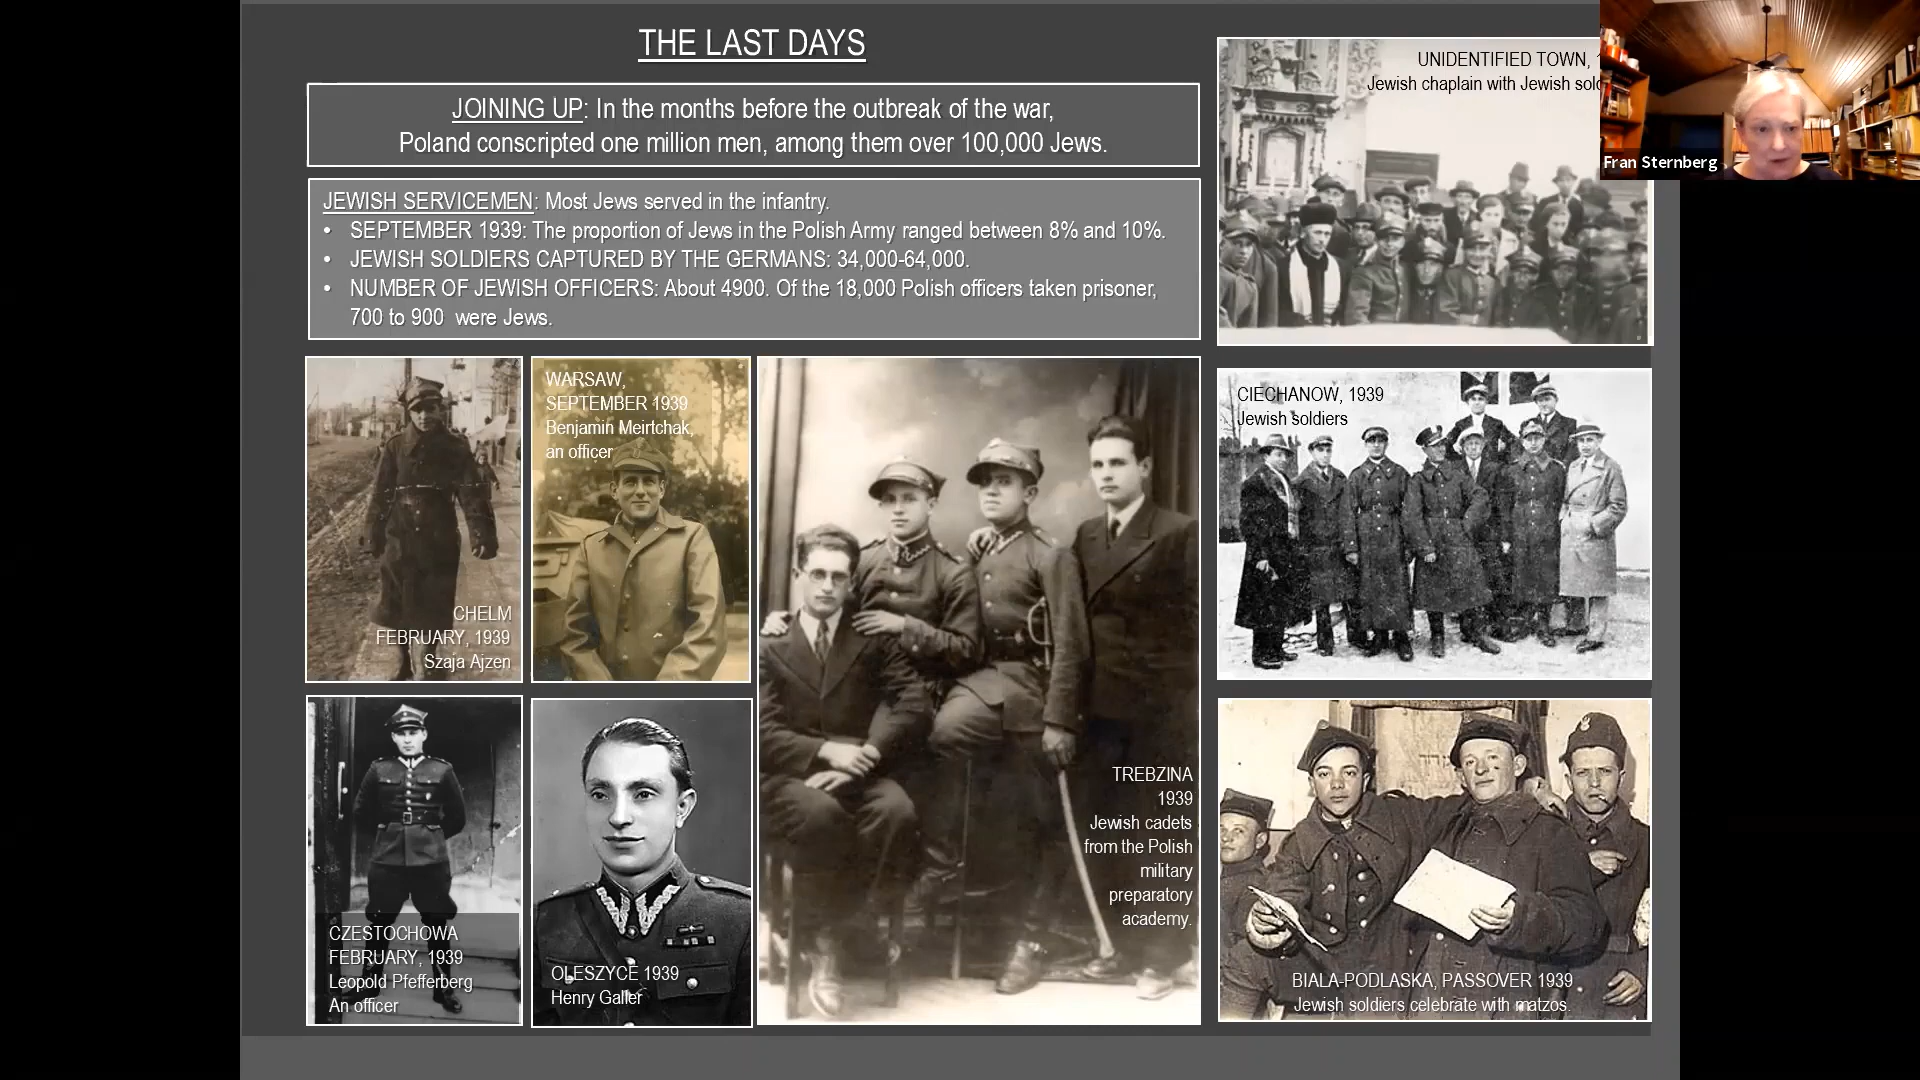 THE LAST DAYS
JOINING UP: In the months before the outbreak of the war,
Poland conscripted one million men, among them over 100,000 Jews.
JEWISH SERVICEMEN: Most Jews served in the infantry.
• SEPTEMBER 1939: The proportion of Jews in the Polish Army ranged between 8% and 10%.
• JEWISH SOLDIERS CAPTURED BY THE GERMANS: 34,000-64,000.
• NUMBER OF JEWISH OFFICERS: About 4900. Of the 18,000 Polish officers taken prisoner,
700 to 900 were Jews.
UNIDENTIFIED TOWN,
Jewish chaplain with Jewish
Fran Sternberg
WARSAW,
SEPTEMBER 1939
Benjamin Meirtchak,
an officer
CHELM
FEBRUARY, 1939
Szaja Ajzen
CIECHANOW, 1939
Jewish soldiers
CZESTOCHOWA
FEBRUARY, 1939
Leopold Pfefferberg
An officer
OLESZYCE 1939
Henry Galler
TREBZINA
1939
Jewish cadets
from the Polish
military
preparatory
academy.
BIALA-PODLASKA, PASSOVER 1939
Jewish soldiers celebrate with matzos.